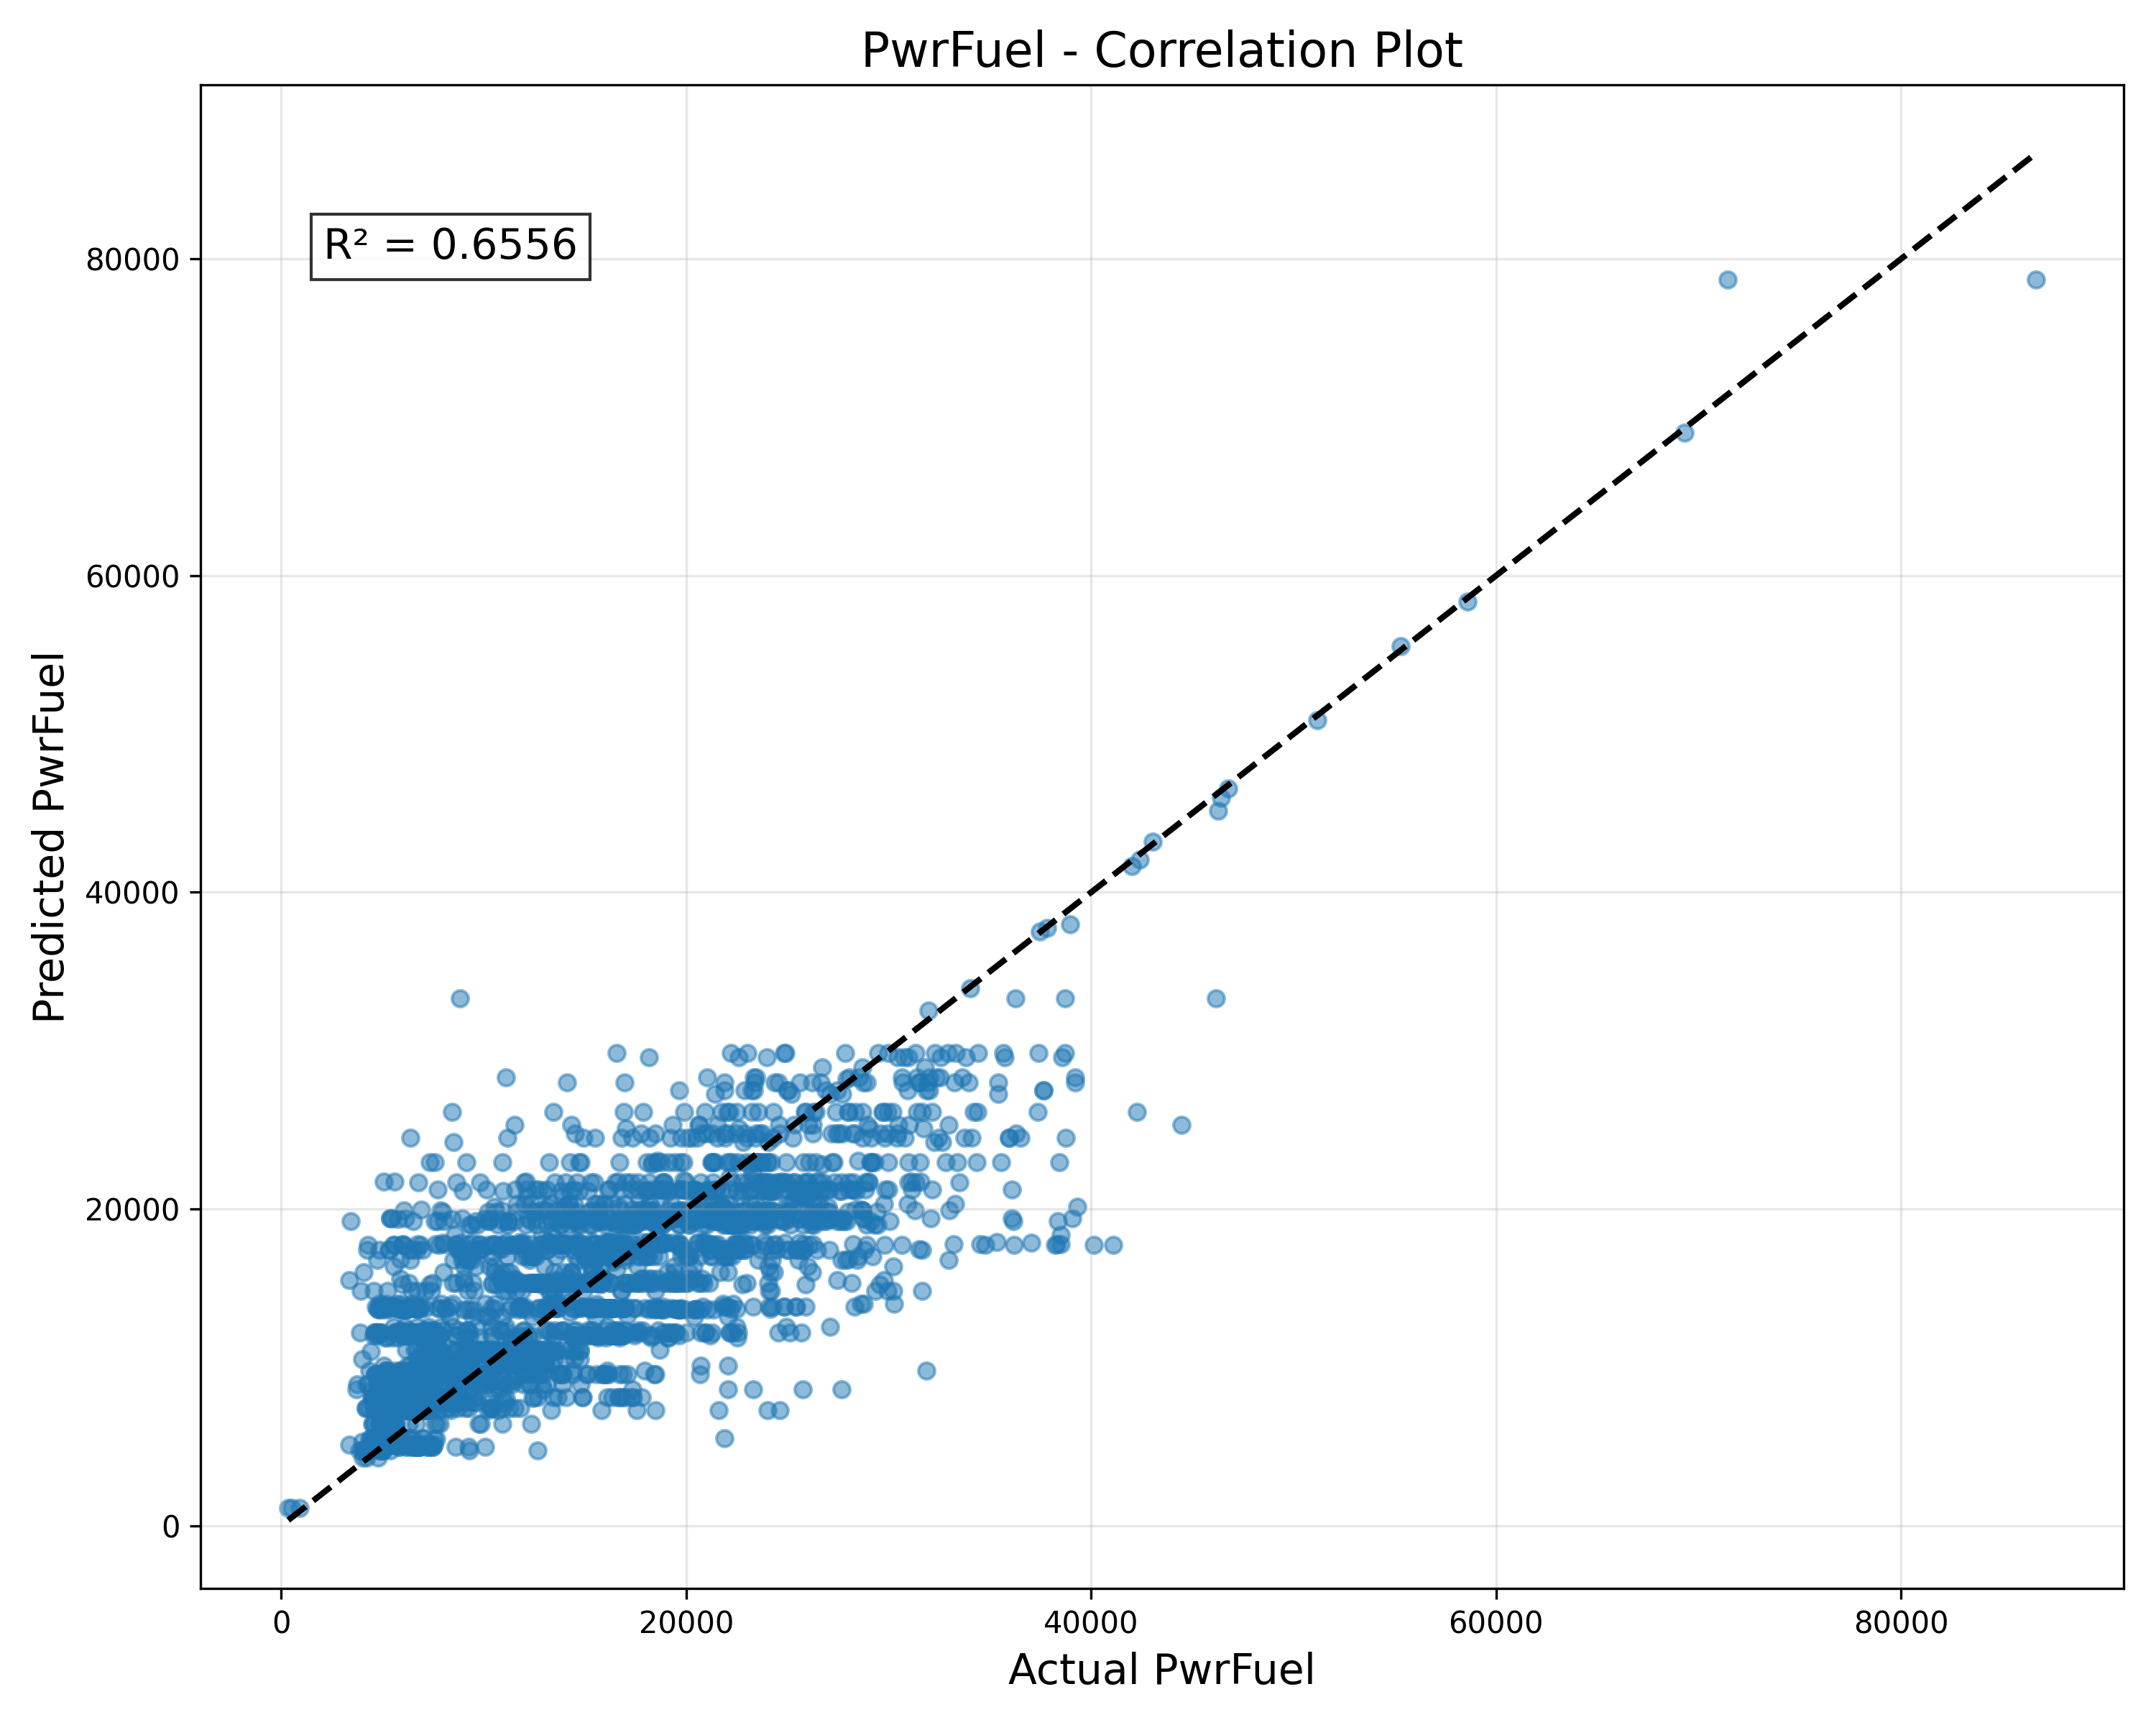 PwrFuel - Correlation Plot
R² = 0.6556
80000
60000
40000
20000
0
Predicted PwrFuel
0 20000 40000 60000 80000
Actual PwrFuel